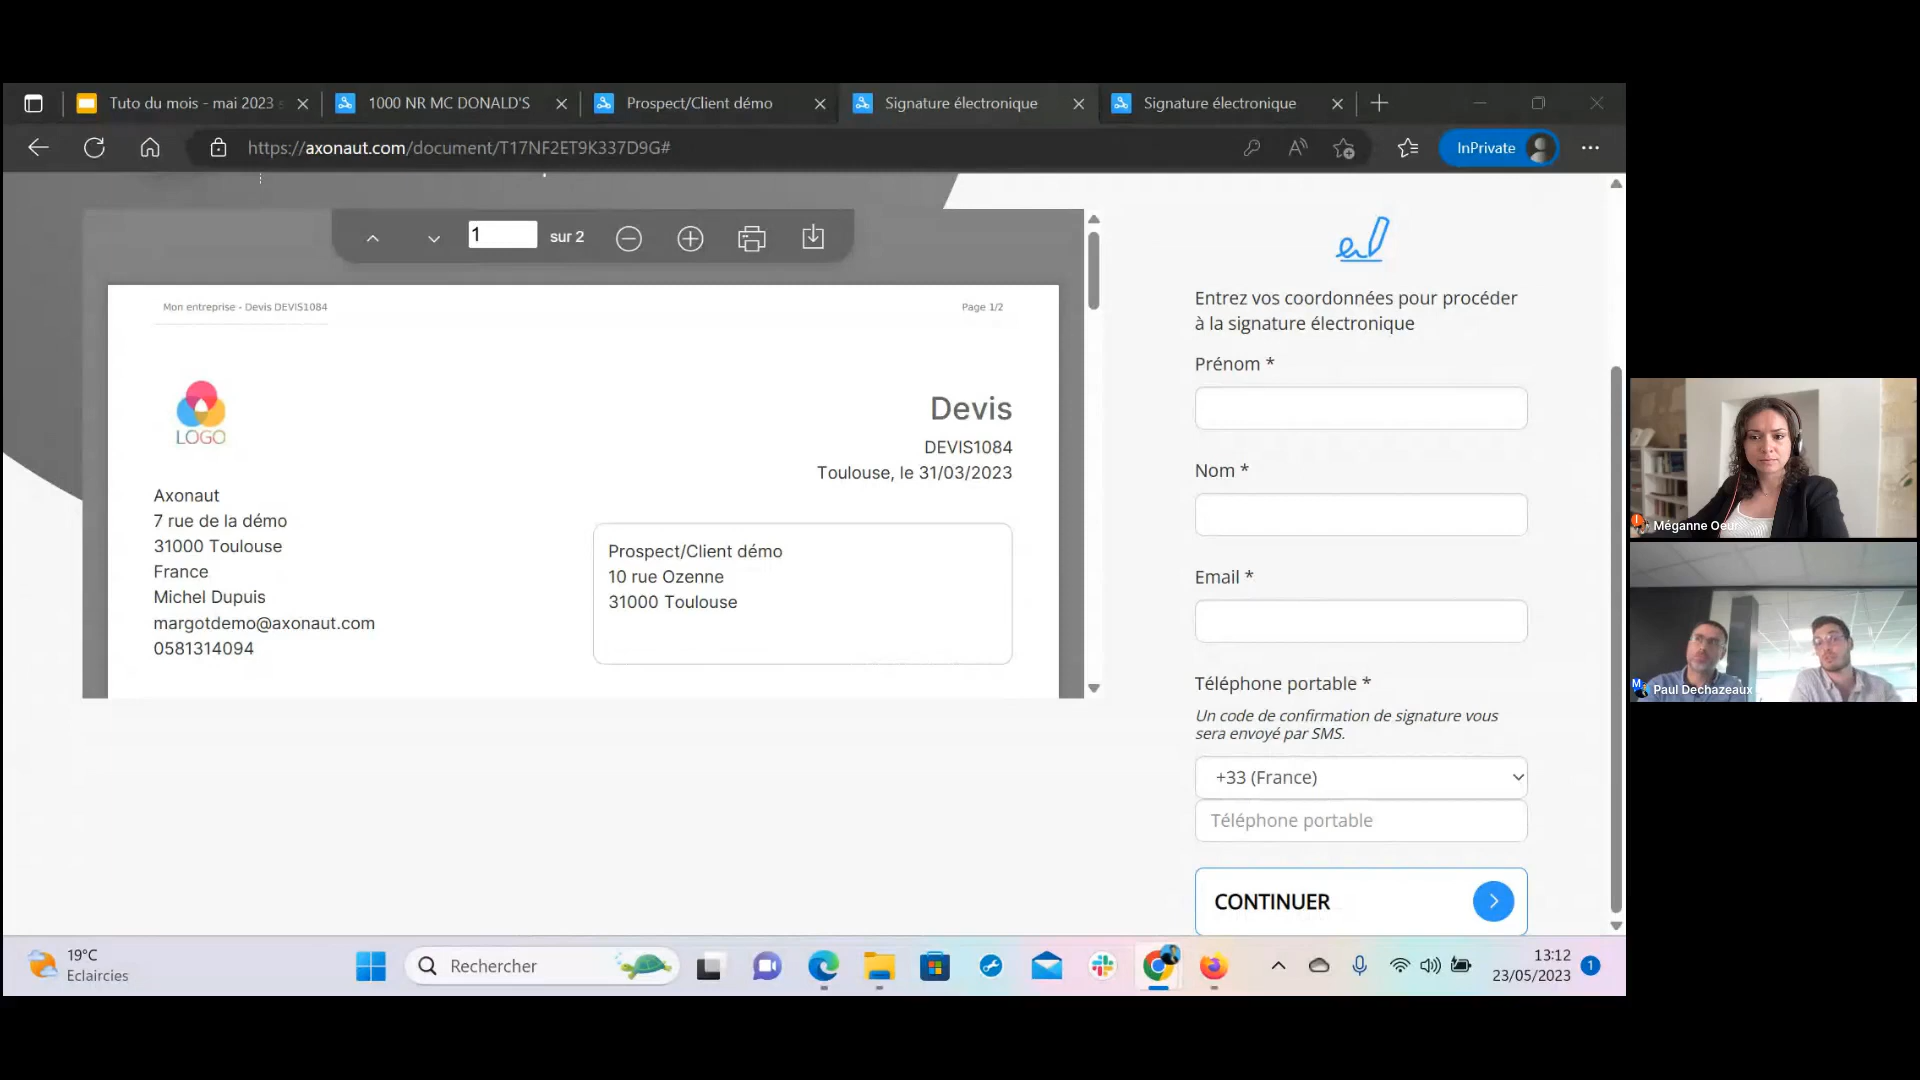 Tuto du mois - mai 2023
1000 NR MC DONALD'S
Prospect/Client démo
Signature électronique
Signature électronique
https://axonaut.com/document/T17NF2ET9K337D9G#
InPrivate
1
sur 2
Mon entreprise - Devis DEVIS1084
Page 1/2
LOGO
Devis
DEVIS1084
Toulouse, le 31/03/2023
Axonaut
7 rue de la démo
31000 Toulouse
France
Michel Dupuis
margotdemo@axonaut.com
0581314094
Prospect/Client démo
10 rue Ozenne
31000 Toulouse
Entrez vos coordonnées pour procéder
à la signature électronique
Prénom *
Nom *
Email *
Téléphone portable *
Un code de confirmation de signature vous
sera envoyé par SMS.
+33 (France)
Téléphone portable
CONTINUER
Méganne Oeur
Paul Dechazeaux
19°C
Eclaircies
Rechercher
13:12
23/05/2023
1